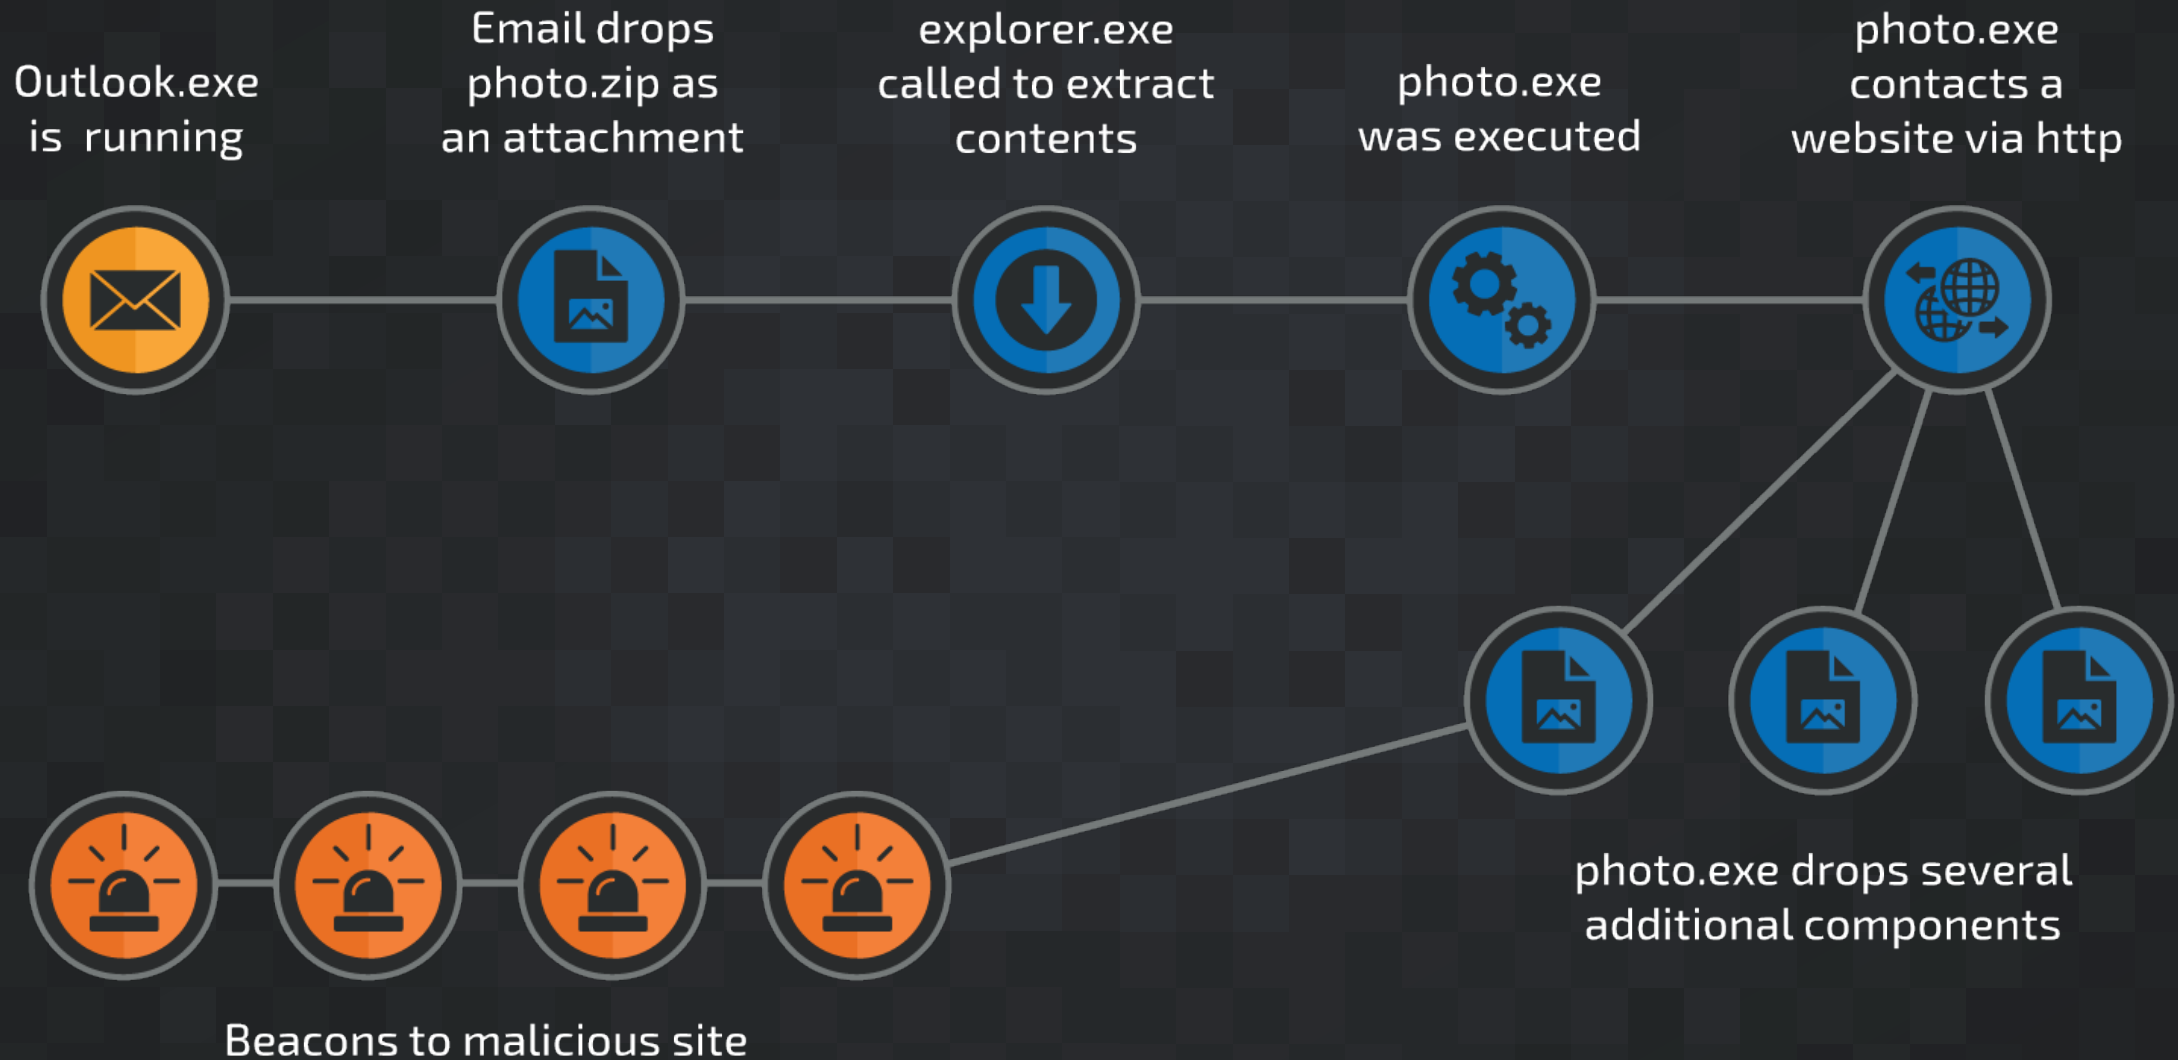 Outlook.exe
is running
Email drops
photo.zip as
an attachment
explorer.exe
called to extract
contents
photo.exe
was executed
photo.exe
contacts a
website via http
photo.exe drops several
additional components
Beacons to malicious site